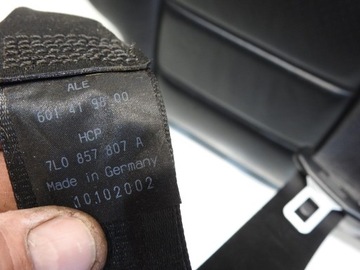 ALE
601 41 98-00
HCP
7L0 857 807 A
Made in Germany
10102002